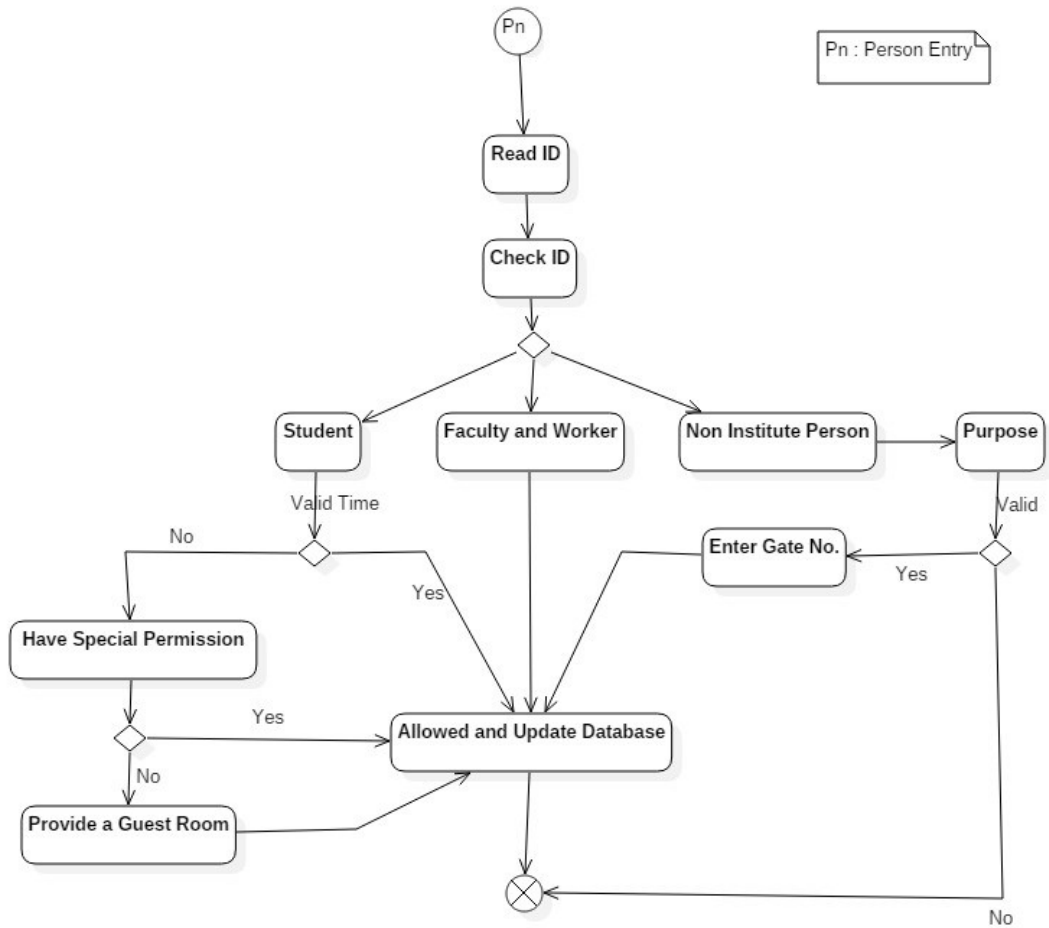 Pn
Pn : Person Entry
Read ID
Check ID
Student
Faculty and Worker
Non Institute Person
Purpose
Valid Time
Valid
No
Enter Gate No.
Yes
Yes
Have Special Permission
Yes
Allowed and Update Database
No
Provide a Guest Room
No